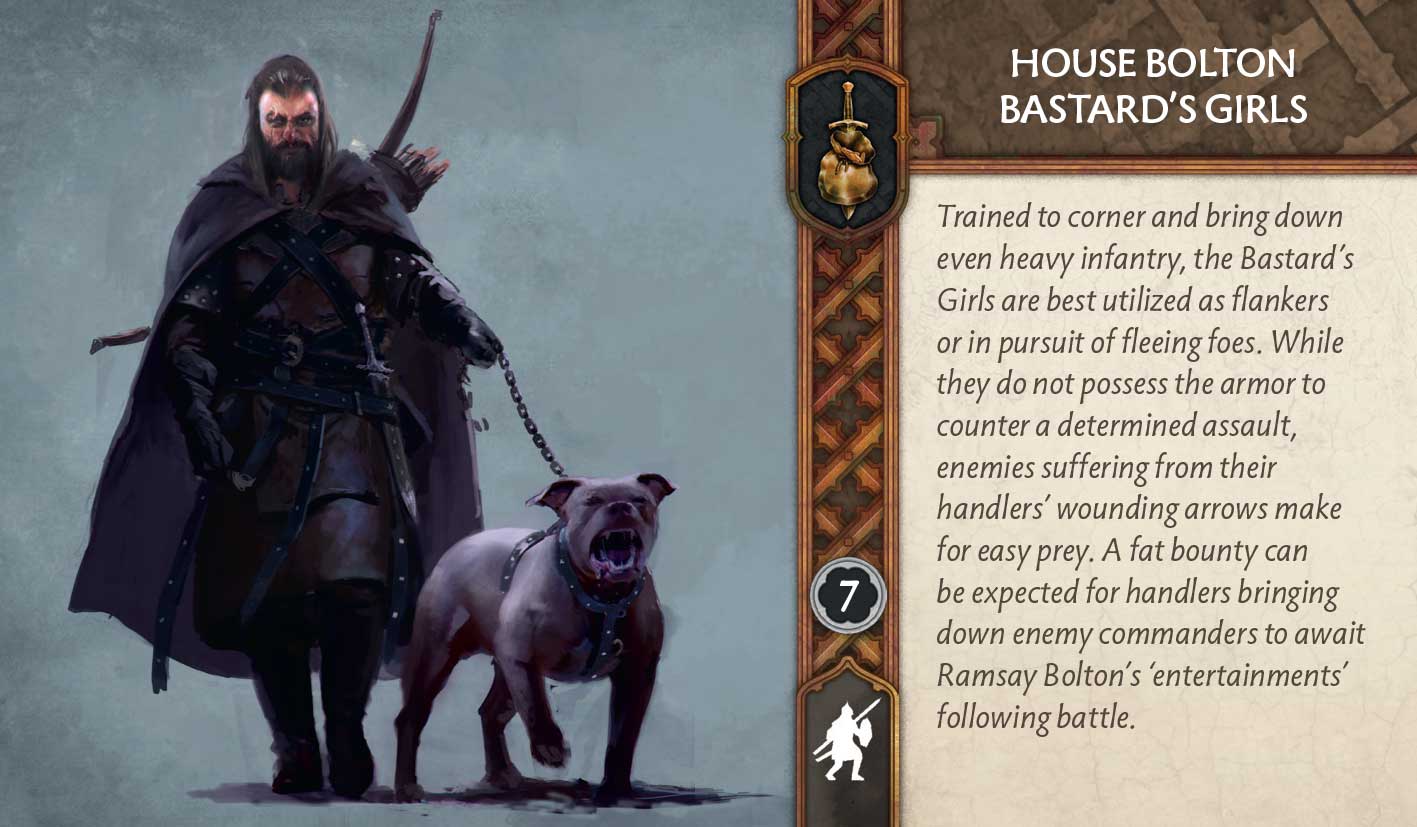 HOUSE BOLTON
BASTARD'S GIRLS
Trained to corner and bring down
even heavy infantry, the Bastard's
Girls are best utilized as flankers
or in pursuit of fleeing foes. While
they do not possess the armor to
counter a determined assault,
enemies suffering from their
handlers' wounding arrows make
for easy prey. A fat bounty can
be expected for handlers bringing
down enemy commanders to await
Ramsay Bolton's ‘entertainments’
following battle.
7